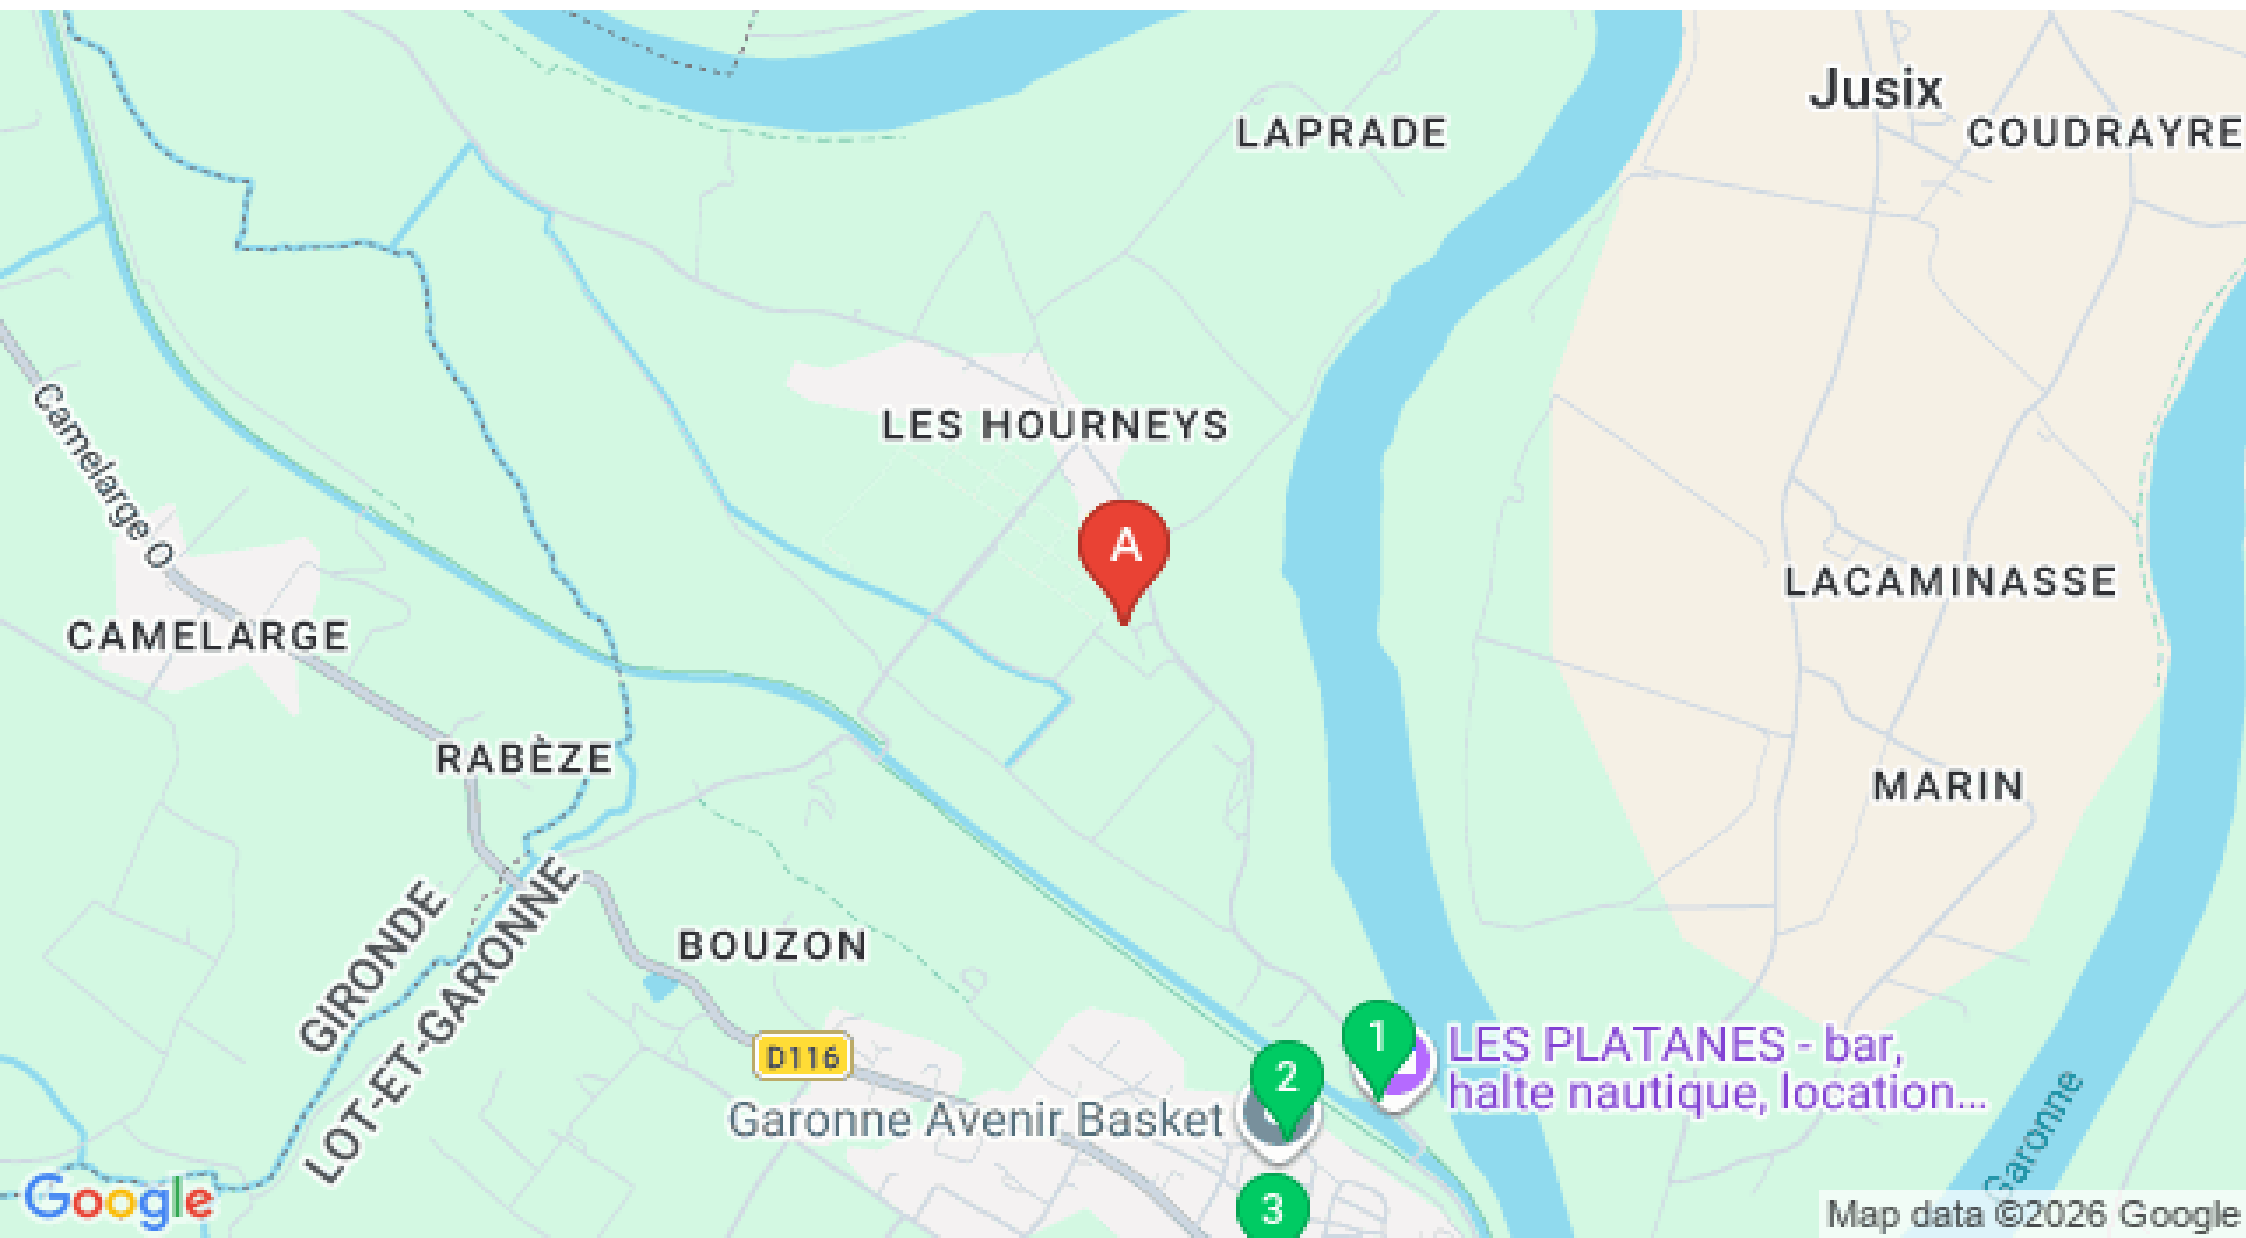 Jusix
LAPRADE
COUDRAYRE
LES HOURNEYS
Camelarge O
A
LACAMINASSE
CAMELARGE
RABÈZE
MARIN
GIRONDE
LOT-ET-GARONNE
BOUZON
D116
1
LES PLATANES - bar,
halte nautique, location...
2
Garonne Avenir Basket
Garonne
3
Google
Map data ©2026 Google